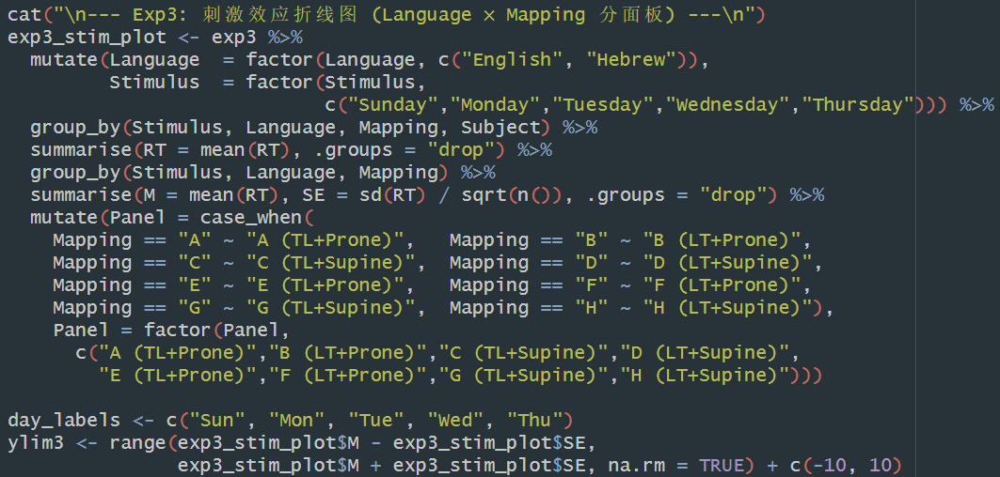 cat("\n--- Exp3: 刺激效应折线图 (Language × Mapping 分面板) ---\n")
exp3_stim_plot <- exp3 %>%
  mutate(Language  = factor(Language, c("English", "Hebrew")),
         Stimulus  = factor(Stimulus,
                            c("Sunday","Monday","Tuesday","Wednesday","Thursday"))) %>%
  group_by(Stimulus, Language, Mapping, Subject) %>%
  summarise(RT = mean(RT), .groups = "drop") %>%
  group_by(Stimulus, Language, Mapping) %>%
  summarise(M = mean(RT), SE = sd(RT) / sqrt(n()), .groups = "drop") %>%
  mutate(Panel = case_when(
    Mapping == "A" ~ "A (TL+Prone)",   Mapping == "B" ~ "B (LT+Prone)",
    Mapping == "C" ~ "C (TL+Supine)",  Mapping == "D" ~ "D (LT+Supine)",
    Mapping == "E" ~ "E (TL+Prone)",   Mapping == "F" ~ "F (LT+Prone)",
    Mapping == "G" ~ "G (TL+Supine)",  Mapping == "H" ~ "H (LT+Supine)"),
    Panel = factor(Panel,
      c("A (TL+Prone)","B (LT+Prone)","C (TL+Supine)","D (LT+Supine)",
        "E (TL+Prone)","F (LT+Prone)","G (TL+Supine)","H (LT+Supine)")))

day_labels <- c("Sun", "Mon", "Tue", "Wed", "Thu")
ylim3 <- range(exp3_stim_plot$M - exp3_stim_plot$SE,
               exp3_stim_plot$M + exp3_stim_plot$SE, na.rm = TRUE) + c(-10, 10)